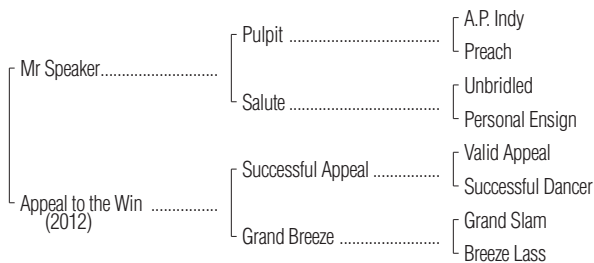 A.P. Indy
Pulpit ........................................
Preach
Mr Speaker..............................
Unbridled
Salute ........................................
Personal Ensign
Valid Appeal
Successful Appeal .................
Successful Dancer
Appeal to the Win .................
(2012)
Grand Slam
Grand Breeze ..........................
Breeze Lass